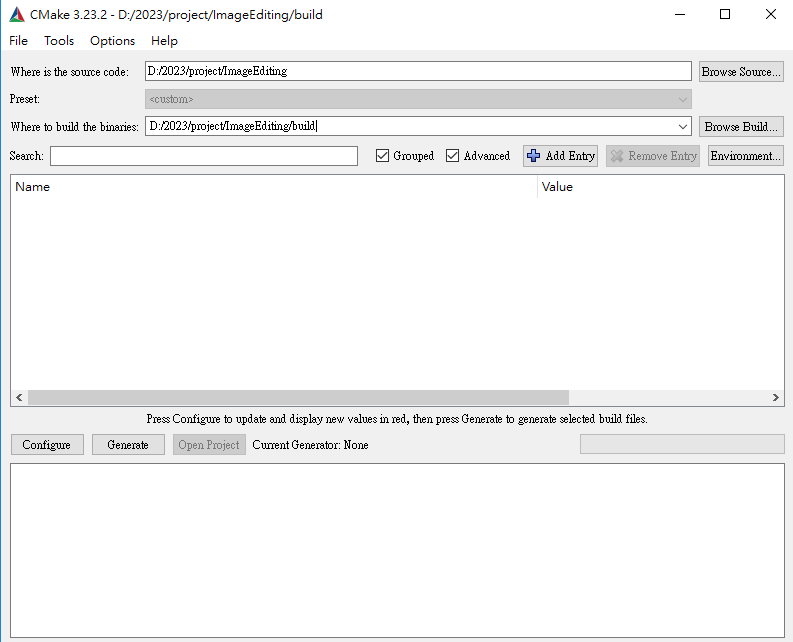 CMake 3.23.2 - D:/2023/project/ImageEditing/build
File Tools Options Help
Where is the source code: D:/2023/project/ImageEditing Browse Source...
Preset: <custom>
Where to build the binaries: D:/2023/project/ImageEditing/build Browse Build...
Search: Grouped Advanced Add Entry Remove Entry Environment...
Name Value
Press Configure to update and display new values in red, then press Generate to generate selected build files.
Configure Generate Open Project Current Generator: None